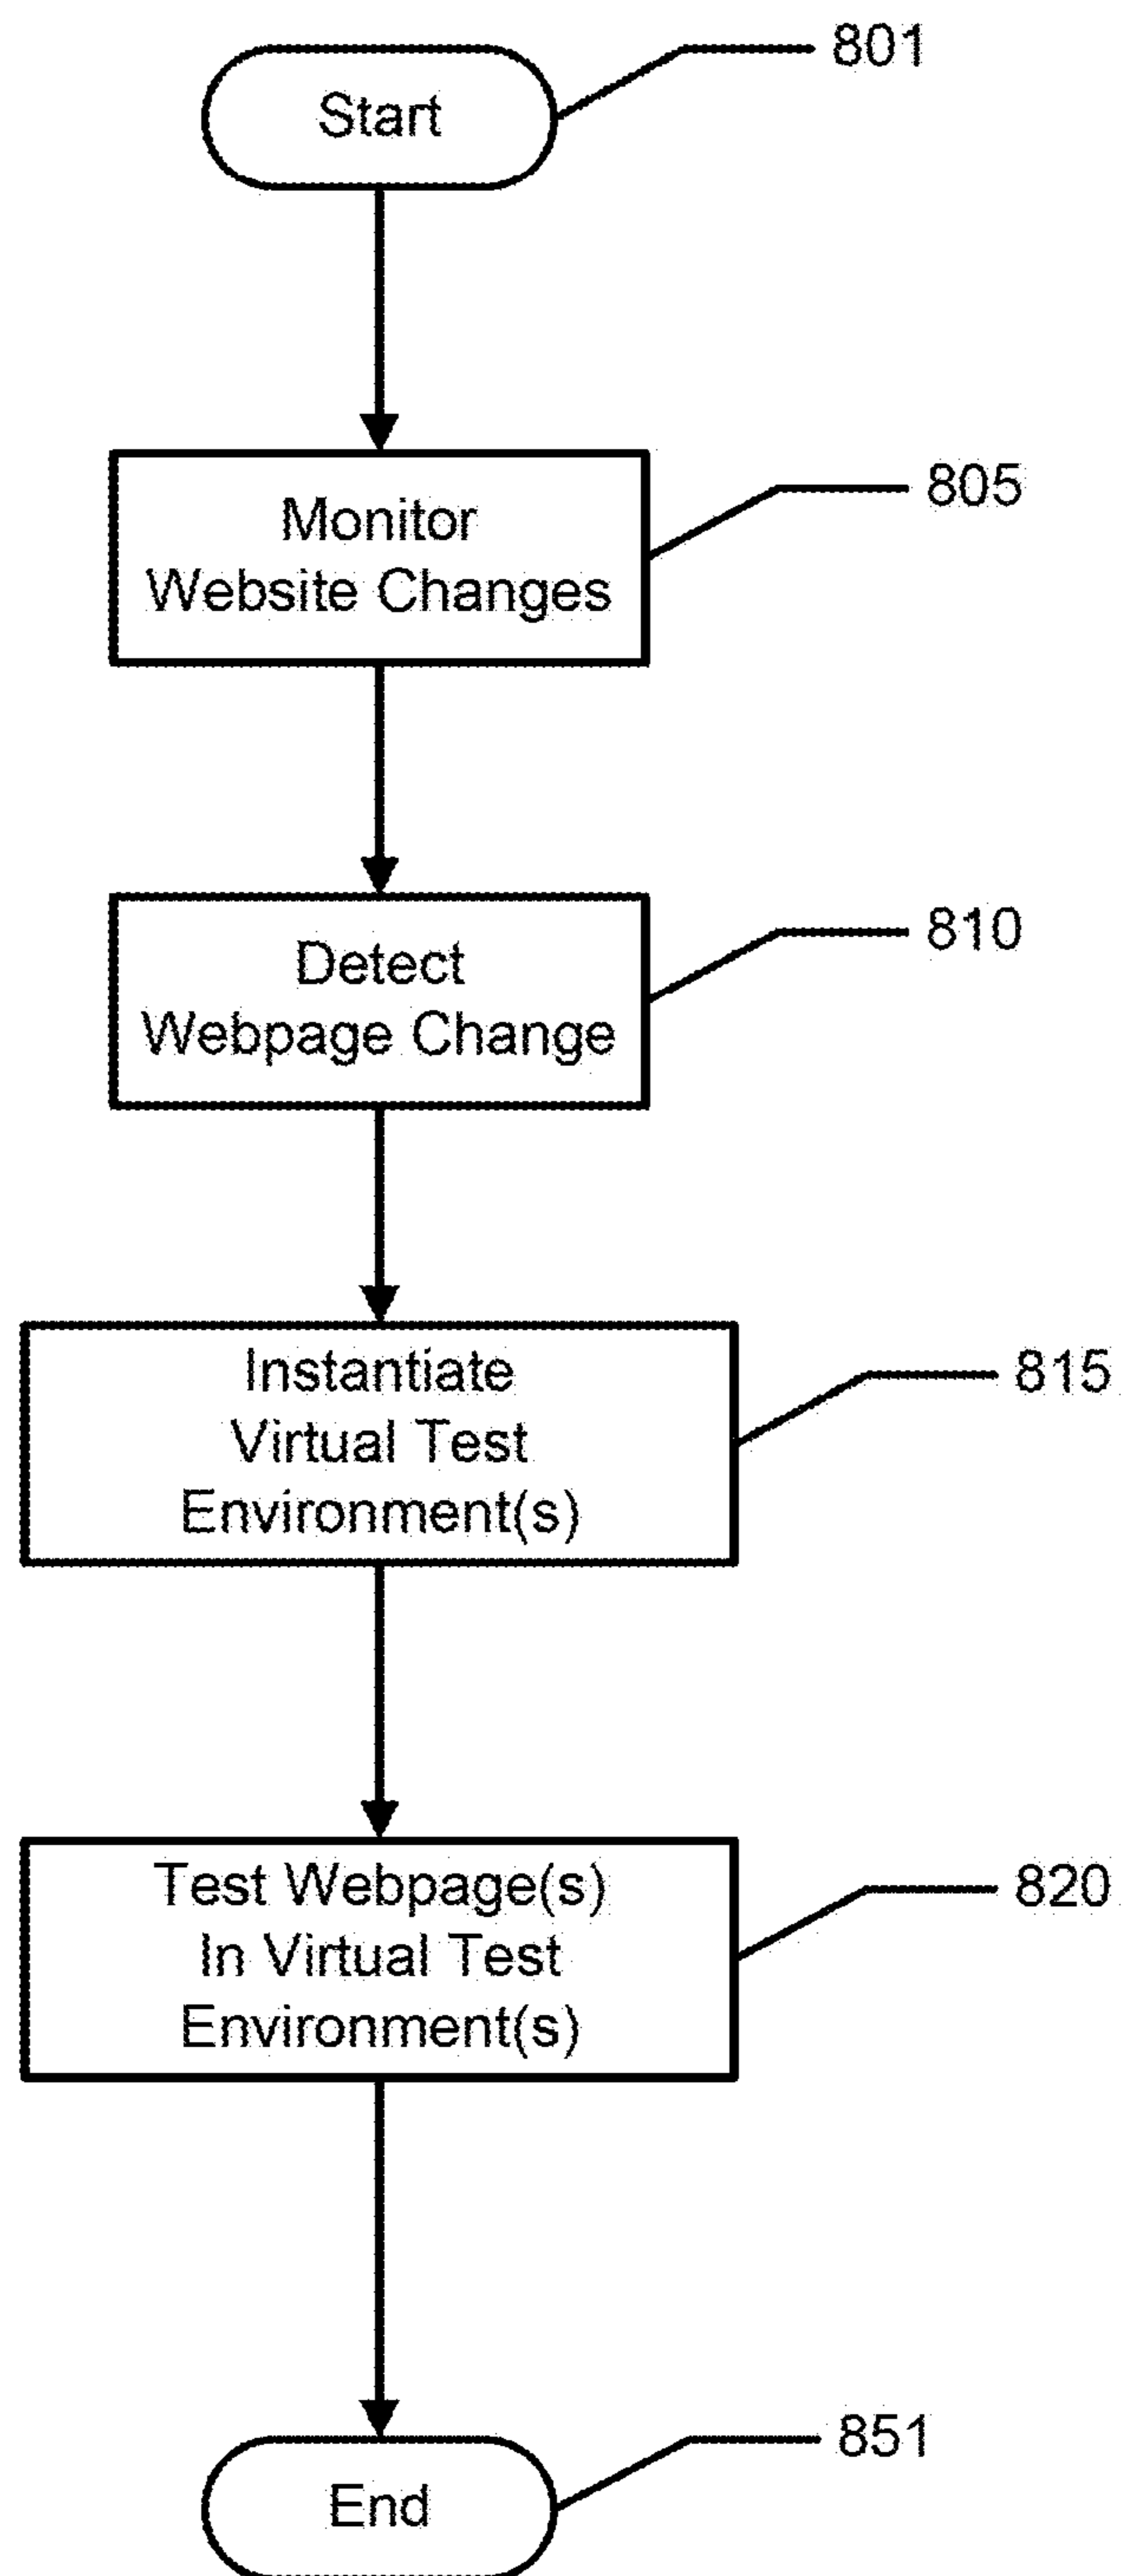 Start
801
Monitor
Website Changes
805
Detect
Webpage Change
810
Instantiate
Virtual Test
Environment(s)
815
Test Webpage(s)
In Virtual Test
Environment(s)
820
End
851